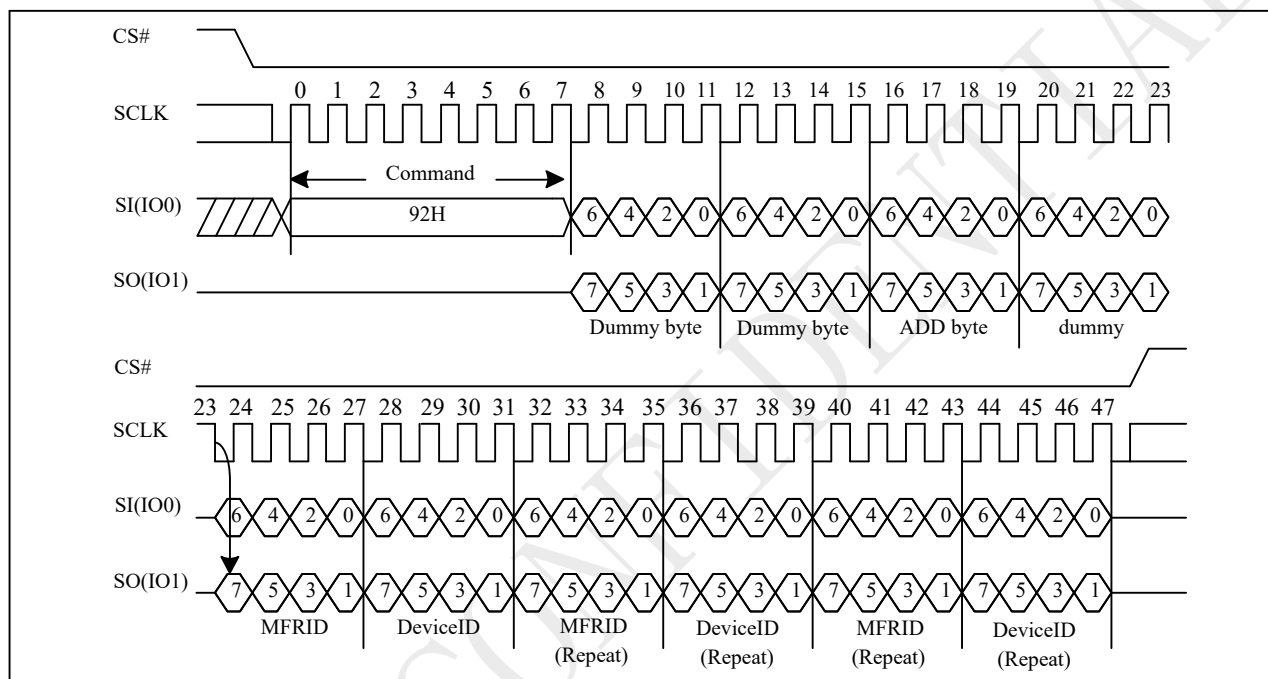 CS#
0 1 2 3 4 5 6 7 8 9 10 11 12 13 14 15 16 17 18 19 20 21 22 23
SCLK
Command
SI(IO0) 92H 6 4 2 0 6 4 2 0 6 4 2 0 6 4 2 0
SO(IO1) 7 5 3 1 7 5 3 1 7 5 3 1 7 5 3 1
Dummy byte Dummy byte ADD byte dummy
CS#
23 24 25 26 27 28 29 30 31 32 33 34 35 36 37 38 39 40 41 42 43 44 45 46 47
SCLK
SI(IO0) 6 4 2 0 6 4 2 0 6 4 2 0 6 4 2 0 6 4 2 0 6 4 2 0
SO(IO1) 7 5 3 1 7 5 3 1 7 5 3 1 7 5 3 1 7 5 3 1 7 5 3 1
MFRID DeviceID MFRID DeviceID MFRID DeviceID
(Repeat) (Repeat) (Repeat) (Repeat)
CONFIDENTIAL